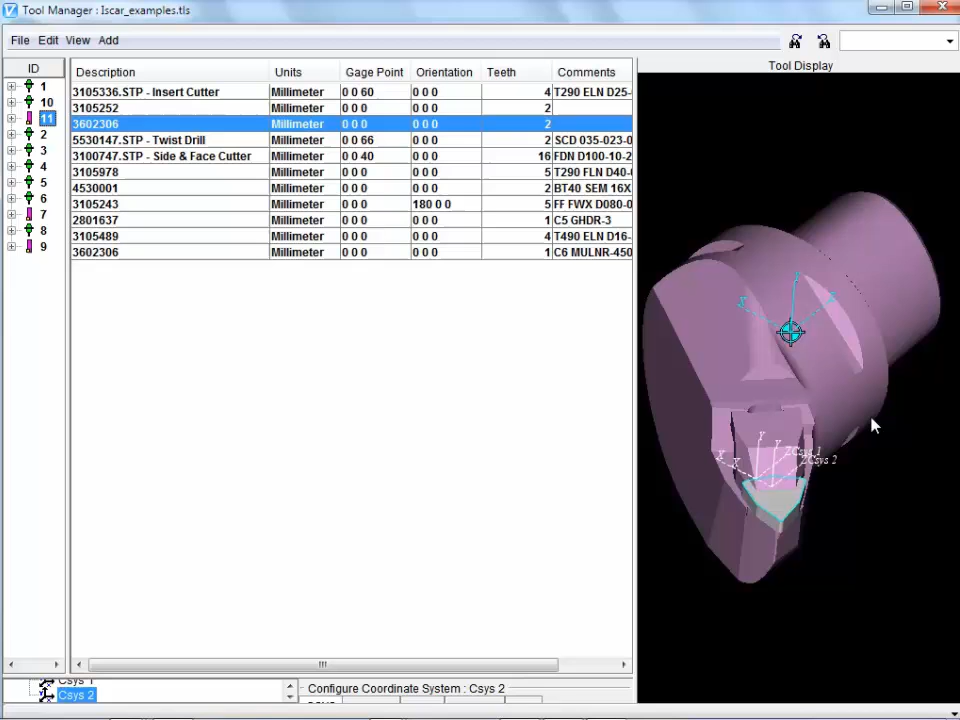 Tool Manager : Iscar_examples.tls
File Edit View Add
ID Description Units Gage Point Orientation Teeth Comments Tool Display
1 3105336.STP - Insert Cutter Millimeter 0 0 60 0 0 0 4 T290 ELN D25-
10 3105252 Millimeter 0 0 0 0 0 0 2
11 3602306 Millimeter 0 0 0 0 0 0 2
2 5530147.STP - Twist Drill Millimeter 0 0 66 0 0 0 2 SCD 035-023-0
3 3100747.STP - Side & Face Cutter Millimeter 0 0 40 0 0 0 16 FDN D100-10-2
4 3105978 Millimeter 0 0 0 0 0 0 5 T290 FLN D40-
5 4530001 Millimeter 0 0 0 0 0 0 2 BT40 SEM 16X
6 3105243 Millimeter 0 0 0 180 0 0 5 FF FWX D080-0
7 2801637 Millimeter 0 0 0 0 0 0 1 C5 GHDR-3
8 3105489 Millimeter 0 0 0 0 0 0 4 T490 ELN D16-
9 3602306 Millimeter 0 0 0 0 0 0 1 C6 MULNR-450
Y
X
Y
Y
X
X
ZCsys 1
ZCsys 2
Csys 1
Csys 2
Configure Coordinate System : Csys 2